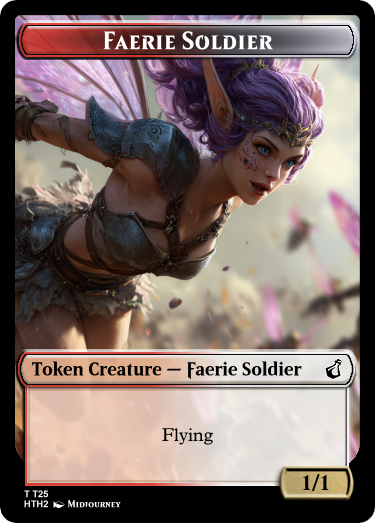 Faerie Soldier
Token Creature — Faerie Soldier
Flying
1/1
T T25
HTH2 Midjourney